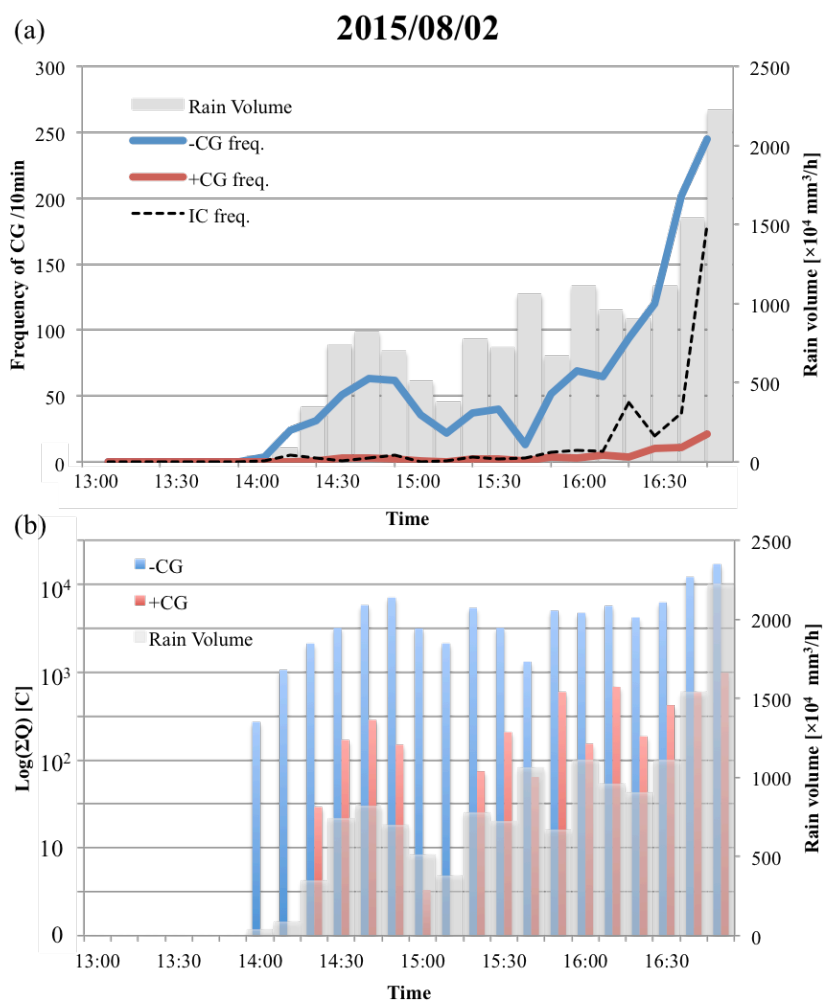 2015/08/02
(a)
300
250
200
150
100
50
0
Frequency of CG /10min
Rain Volume
-CG freq.
+CG freq.
IC freq.
2500
2000
1500
1000
500
0
Rain volume [×10⁴ mm³/h]
13:00 13:30 14:00 14:30 15:00 15:30 16:00 16:30
Time
(b)
10⁴
10³
10²
10
0
Log(ΣQ) [C]
-CG
+CG
Rain Volume
2500
2000
1500
1000
500
0
Rain volume [×10⁴ mm³/h]
13:00 13:30 14:00 14:30 15:00 15:30 16:00 16:30
Time